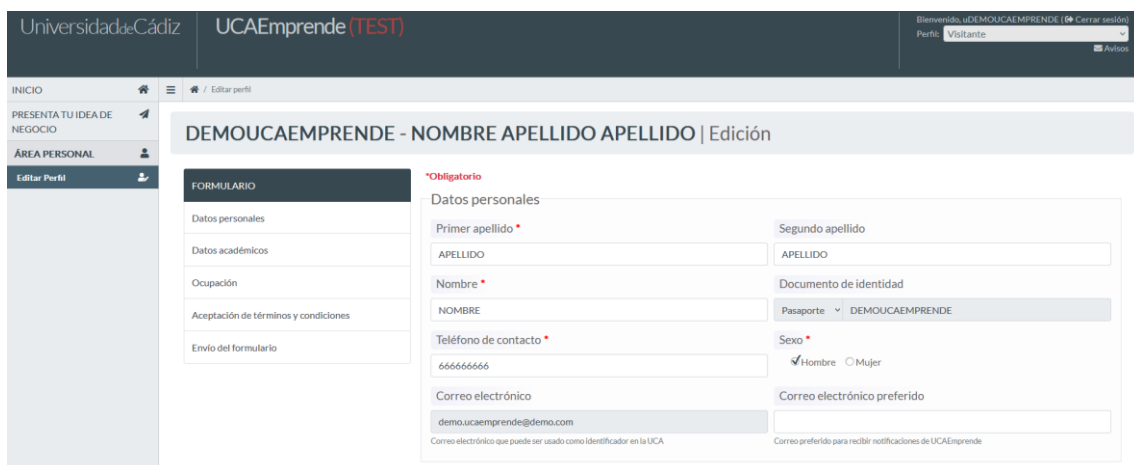 Universidad de Cádiz
UCAEmprende (TEST)
Bienvenido, uDEMOUCAEMPRENDE ( Cerrar sesión)
Perfil: Visitante
Avisos
INICIO
/ Editar perfil
PRESENTA TU IDEA DE
NEGOCIO
ÁREA PERSONAL
Editar Perfil
DEMOUCAEMPRENDE - NOMBRE APELLIDO APELLIDO | Edición
FORMULARIO
Datos personales
Datos académicos
Ocupación
Aceptación de términos y condiciones
Envío del formulario
*Obligatorio
Datos personales
Primer apellido *
APELLIDO
Segundo apellido
APELLIDO
Nombre *
NOMBRE
Documento de identidad
Pasaporte DEMOUCAEMPRENDE
Teléfono de contacto *
666666666
Sexo *
Hombre Mujer
Correo electrónico
demo.ucaemprende@demo.com
Correo electrónico que puede ser usado como identificador en la UCA
Correo electrónico preferido
Correo preferido para recibir notificaciones de UCAEmprende